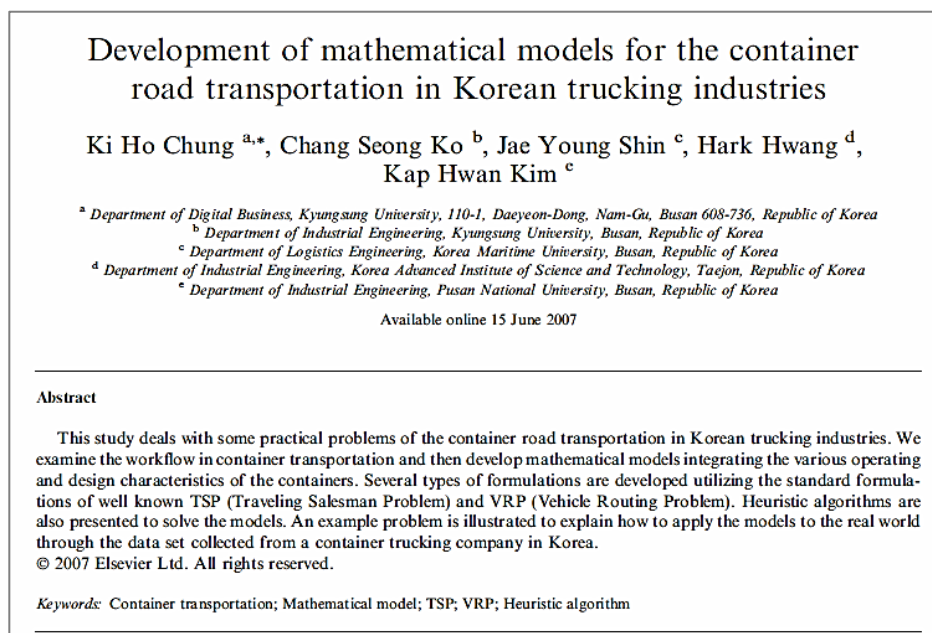 Development of mathematical models for the container
road transportation in Korean trucking industries
Ki Ho Chung a,*, Chang Seong Ko b, Jae Young Shin c, Hark Hwang d,
Kap Hwan Kim e
a Department of Digital Business, Kyungsung University, 110-1, Daeyeon-Dong, Nam-Gu, Busan 608-736, Republic of Korea
b Department of Industrial Engineering, Kyungsung University, Busan, Republic of Korea
c Department of Logistics Engineering, Korea Maritime University, Busan, Republic of Korea
d Department of Industrial Engineering, Korea Advanced Institute of Science and Technology, Taejon, Republic of Korea
e Department of Industrial Engineering, Pusan National University, Busan, Republic of Korea
Available online 15 June 2007
Abstract
This study deals with some practical problems of the container road transportation in Korean trucking industries. We
examine the workflow in container transportation and then develop mathematical models integrating the various operating
and design characteristics of the containers. Several types of formulations are developed utilizing the standard formula-
tions of well known TSP (Traveling Salesman Problem) and VRP (Vehicle Routing Problem). Heuristic algorithms are
also presented to solve the models. An example problem is illustrated to explain how to apply the models to the real world
through the data set collected from a container trucking company in Korea.
© 2007 Elsevier Ltd. All rights reserved.
Keywords: Container transportation; Mathematical model; TSP; VRP; Heuristic algorithm